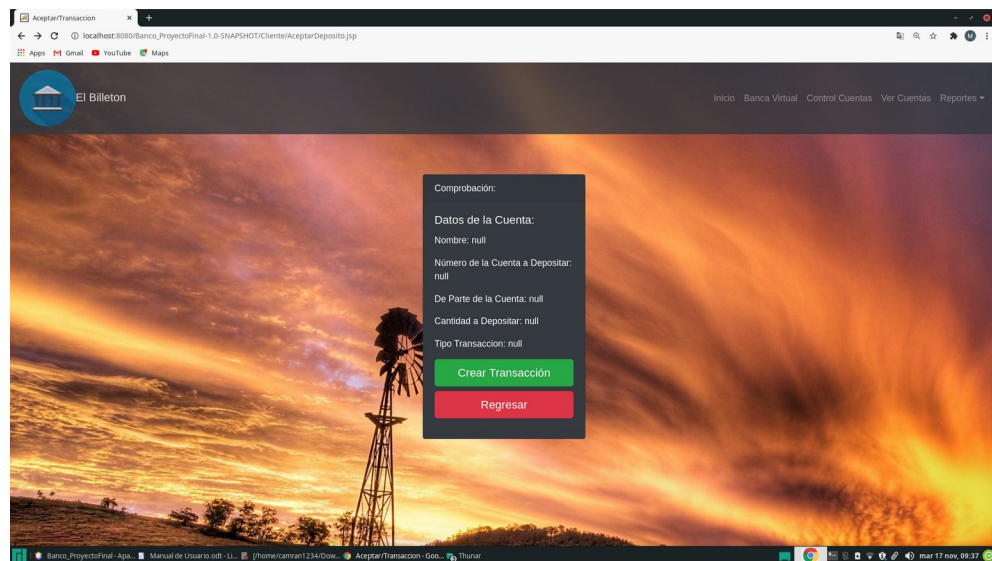 Aceptar/Transaccion
localhost:8080/Banco_ProyectoFinal-1.0-SNAPSHOT/Cliente/AceptarDeposito.jsp
Apps Gmail YouTube Maps
El Billeton
Inicio Banca Virtual Control Cuentas Ver Cuentas Reportes
Comprobación:
Datos de la Cuenta:
Nombre: null
Número de la Cuenta a Depositar:
null
De Parte de la Cuenta: null
Cantidad a Depositar: null
Tipo Transaccion: null
Crear Transacción
Regresar
Banco_ProyectoFinal - Apa... Manual de Usuario.odt - Li... [/home/camran1234/Dow... Aceptar/Transaccion - Goo... Thunar mar 17 nov, 09:37